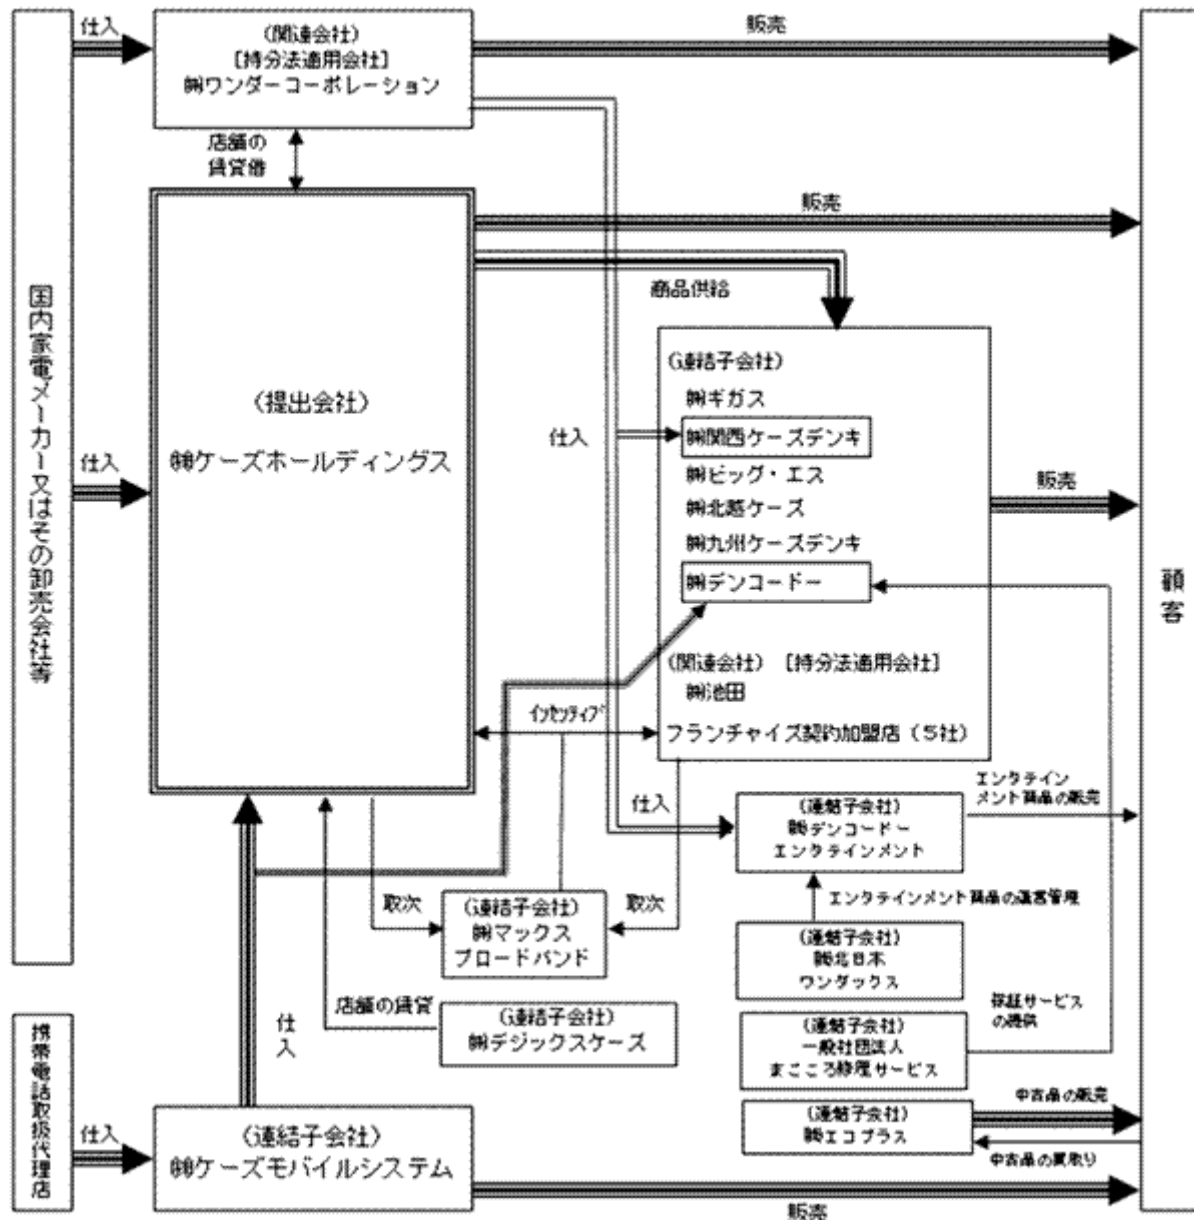 仕入
(関連会社)
[持分法適用会社]
㈱ワンダーコーポレーション
販売
店舗の
賃貸借
販売
商品供給
国内家電メーカー又はその卸売会社等
仕入
(提出会社)
㈱ケーズホールディングス
仕入
(連結子会社)
㈱ギガス
㈱関西ケーズデンキ
㈱ビッグ・エス
㈱北越ケーズ
㈱九州ケーズデンキ
㈱デンコードー
(関連会社) [持分法適用会社]
㈱池田
フランチャイズ契約加盟店(5社)
販売
顧客
インセンティブ
仕入
(連結子会社)
㈱デンコードー
エンタテインメント
エンタテイン
メント商品の販売
取次
(連結子会社)
㈱マックス
ブロードバンド
取次
エンタテインメント商品の運営管理
(連結子会社)
㈱北日本
ワンダックス
店舗の賃貸
(連結子会社)
㈱デジックスケーズ
保証サービス
の提供
(連結子会社)
一般社団法人
まごころ修理サービス
仕入
携帯電話取扱代理店
仕入
(連結子会社)
㈱ケーズモバイルシステム
(連結子会社)
㈱エコプラス
中古品の販売
中古品の買取り
販売